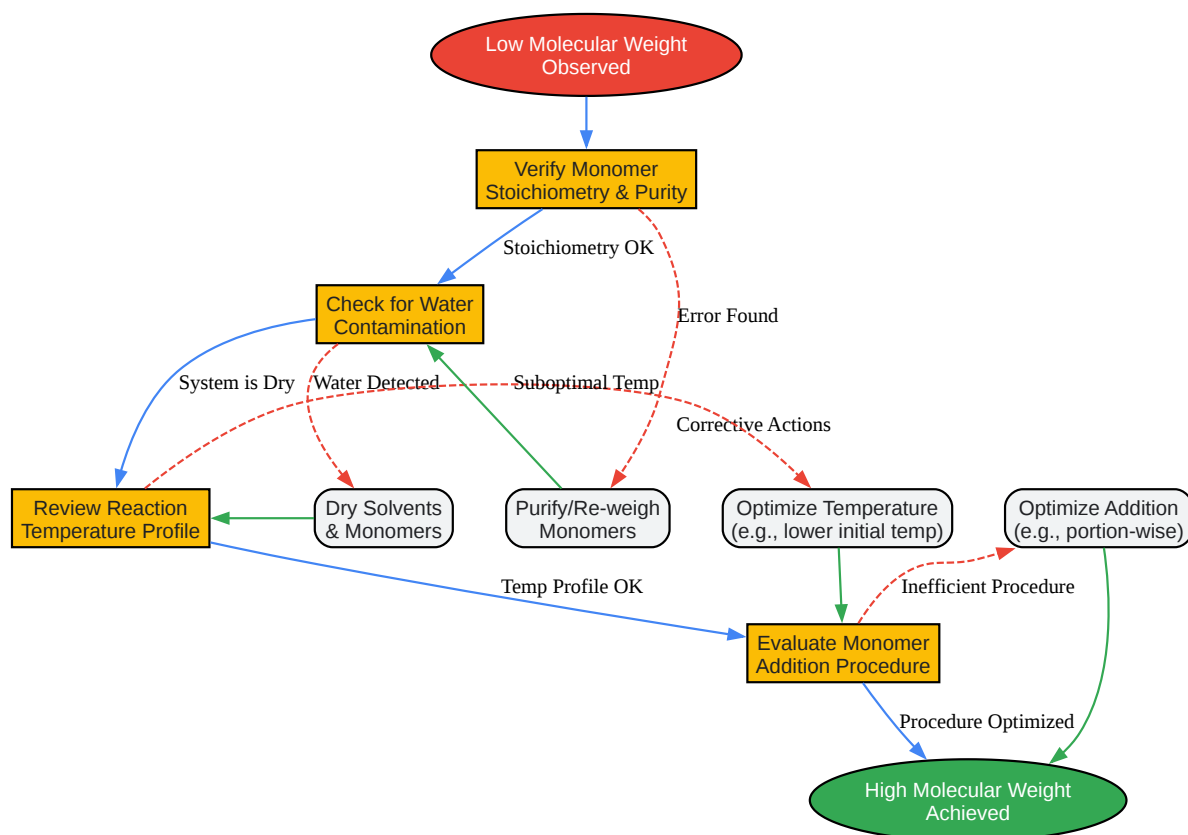 Low Molecular Weight
Observed
Verify Monomer
Stoichiometry & Purity
Stoichiometry OK
Check for Water
Contamination
Error Found
System is Dry
Water Detected
Suboptimal Temp
Corrective Actions
Review Reaction
Temperature Profile
Dry Solvents
& Monomers
Purify/Re-weigh
Monomers
Optimize Temperature
(e.g., lower initial temp)
Optimize Addition
(e.g., portion-wise)
Temp Profile OK
Inefficient Procedure
Evaluate Monomer
Addition Procedure
Procedure Optimized
High Molecular Weight
Achieved